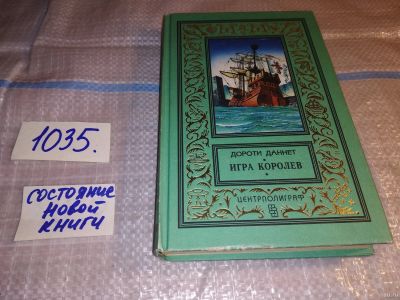 1035.
состояние
новой
книги
ДОРОТИ ДАННЕТ
ИГРА КОРОЛЕВ
ЦЕНТРПОЛИГРАФ